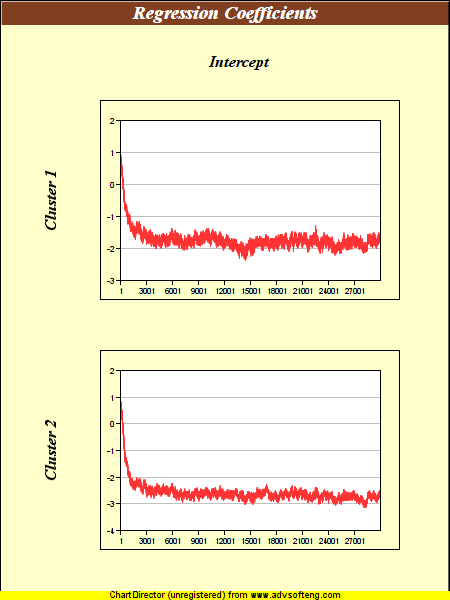 Regression Coefficients
Intercept
Cluster 1
2
1
0
-1
-2
-3
1 3001 6001 9001 12001 15001 18001 21001 24001 27001
Cluster 2
2
1
0
-1
-2
-3
-4
1 3001 6001 9001 12001 15001 18001 21001 24001 27001
ChartDirector (unregistered) from www.advsofteng.com